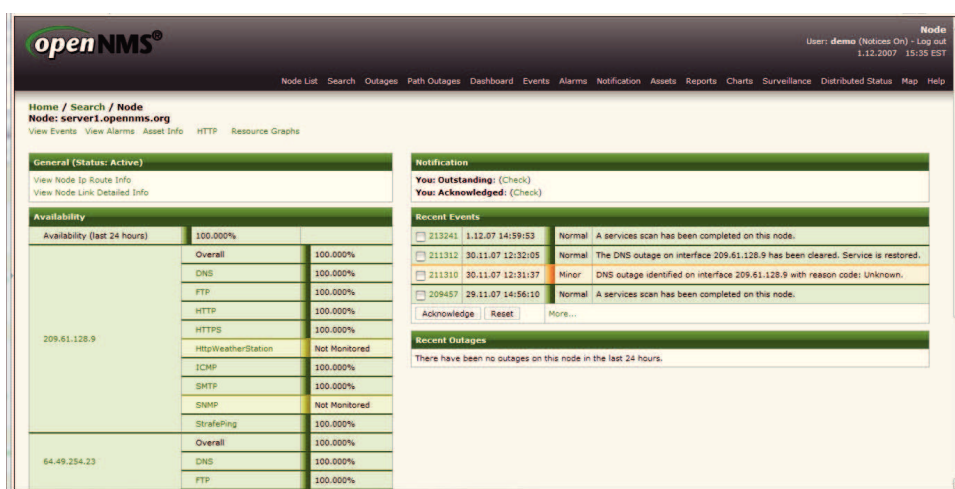 openNMS®
Node
User: demo (Notices On) - Log out
1.12.2007 15:35 EST
Node List Search Outages Path Outages Dashboard Events Alarms Notification Assets Reports Charts Surveillance Distributed Status Map Help
Home / Search / Node
Node: server1.opennms.org
View Events View Alarms Asset Info HTTP Resource Graphs
General (Status: Active)
View Node Ip Route Info
View Node Link Detailed Info
Availability
Availability (last 24 hours) 100.000%
209.61.128.9
Overall 100.000%
DNS 100.000%
FTP 100.000%
HTTP 100.000%
HTTPS 100.000%
HttpWeatherStation Not Monitored
ICMP 100.000%
SMTP 100.000%
SNMP Not Monitored
StrafePing 100.000%
64.49.254.23
Overall 100.000%
DNS 100.000%
FTP 100.000%
Notification
You: Outstanding: (Check)
You: Acknowledged: (Check)
Recent Events
213241 1.12.07 14:59:53 Normal A services scan has been completed on this node.
211312 30.11.07 12:32:05 Normal The DNS outage on interface 209.61.128.9 has been cleared. Service is restored.
211310 30.11.07 12:31:37 Minor DNS outage identified on interface 209.61.128.9 with reason code: Unknown.
209457 29.11.07 14:56:10 Normal A services scan has been completed on this node.
Acknowledge Reset More...
Recent Outages
There have been no outages on this node in the last 24 hours.